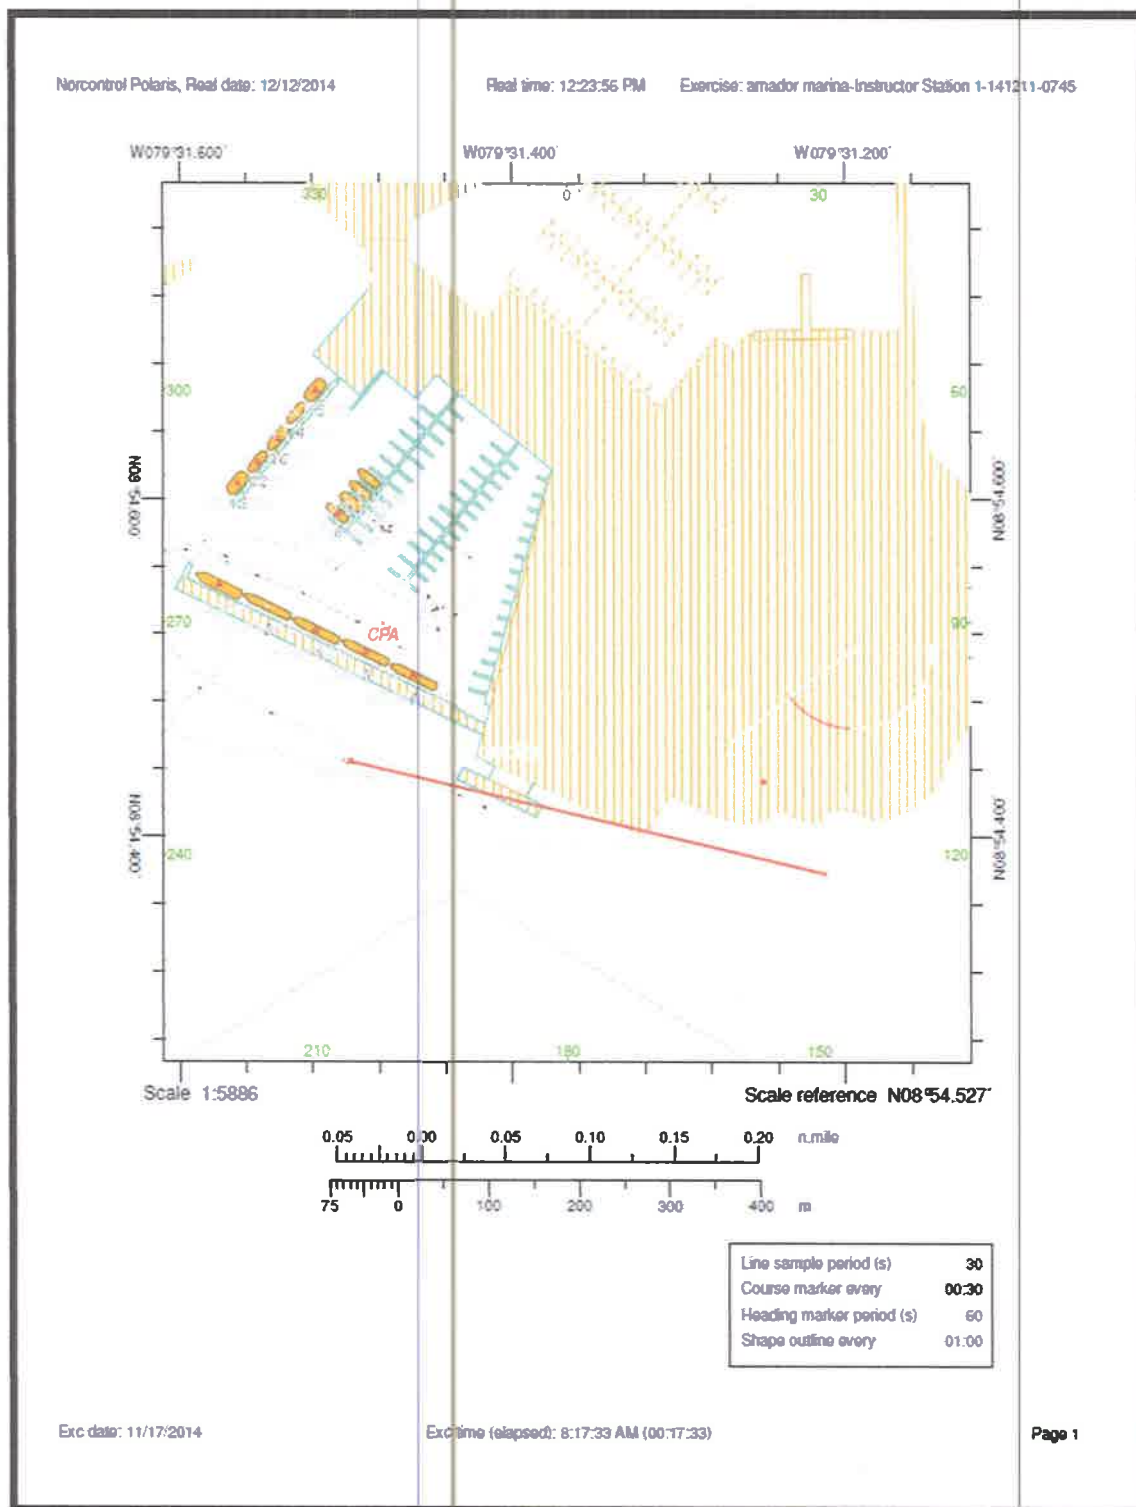 Norcontrol Polaris, Real date: 12/12/2014 Real time: 12:23:56 PM Exercise: amador marina-Instructor Station 1-141211-0745
W079°31.600' W079°31.400' W079°31.200'
330 0 30
300 60
N08°54.600' N08°54.600'
270 90
CPA
N08°54.400' N08°54.400'
240 120
210 180 150
Scale 1:5886 Scale reference N08°54.527'
0.05 0.00 0.05 0.10 0.15 0.20 n.mile
75 0 100 200 300 400 m
Line sample period (s) 30
Course marker every 00:30
Heading marker period (s) 60
Shape outline every 01:00
Exc date: 11/17/2014 Exc time (elapsed): 8:17:33 AM (00:17:33) Page 1